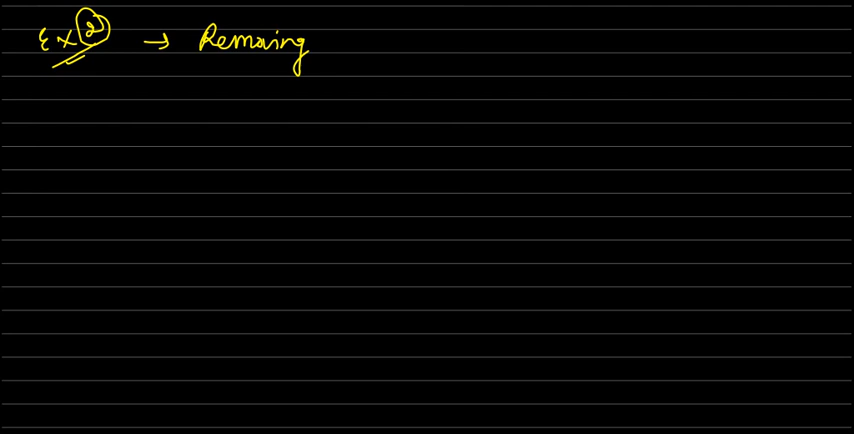 Ex 2 → Remaing